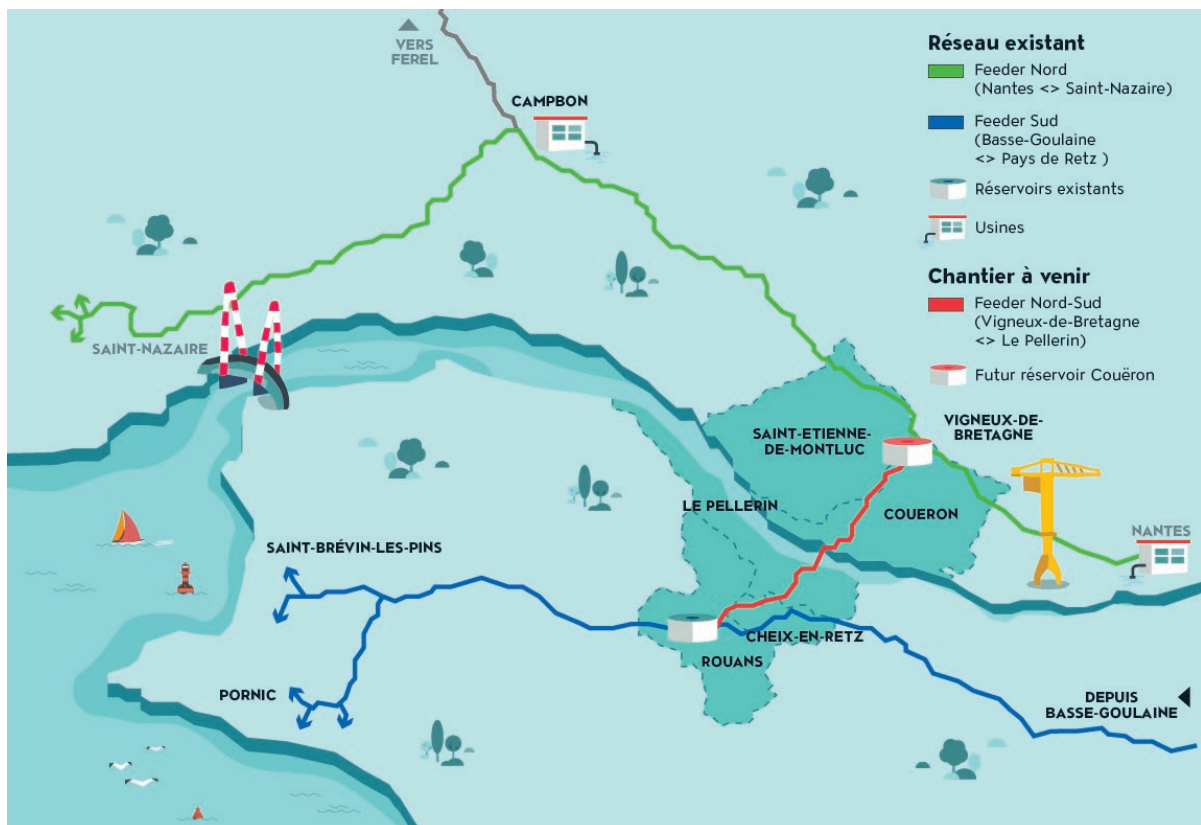 VERS
FEREL
CAMPBON
SAINT-NAZAIRE
SAINT-ETIENNE-
DE-MONTLUC
VIGNEUX-DE-
BRETAGNE
LE PELLERIN
COUERON
NANTES
SAINT-BRÉVIN-LES-PINS
CHEIX-EN-RETZ
ROUANS
PORNIC
DEPUIS
BASSE-GOULAINE
Réseau existant
Feeder Nord
(Nantes <> Saint-Nazaire)
Feeder Sud
(Basse-Goulaine
<> Pays de Retz )
Réservoirs existants
Usines
Chantier à venir
Feeder Nord-Sud
(Vigneux-de-Bretagne
<> Le Pellerin)
Futur réservoir Couëron